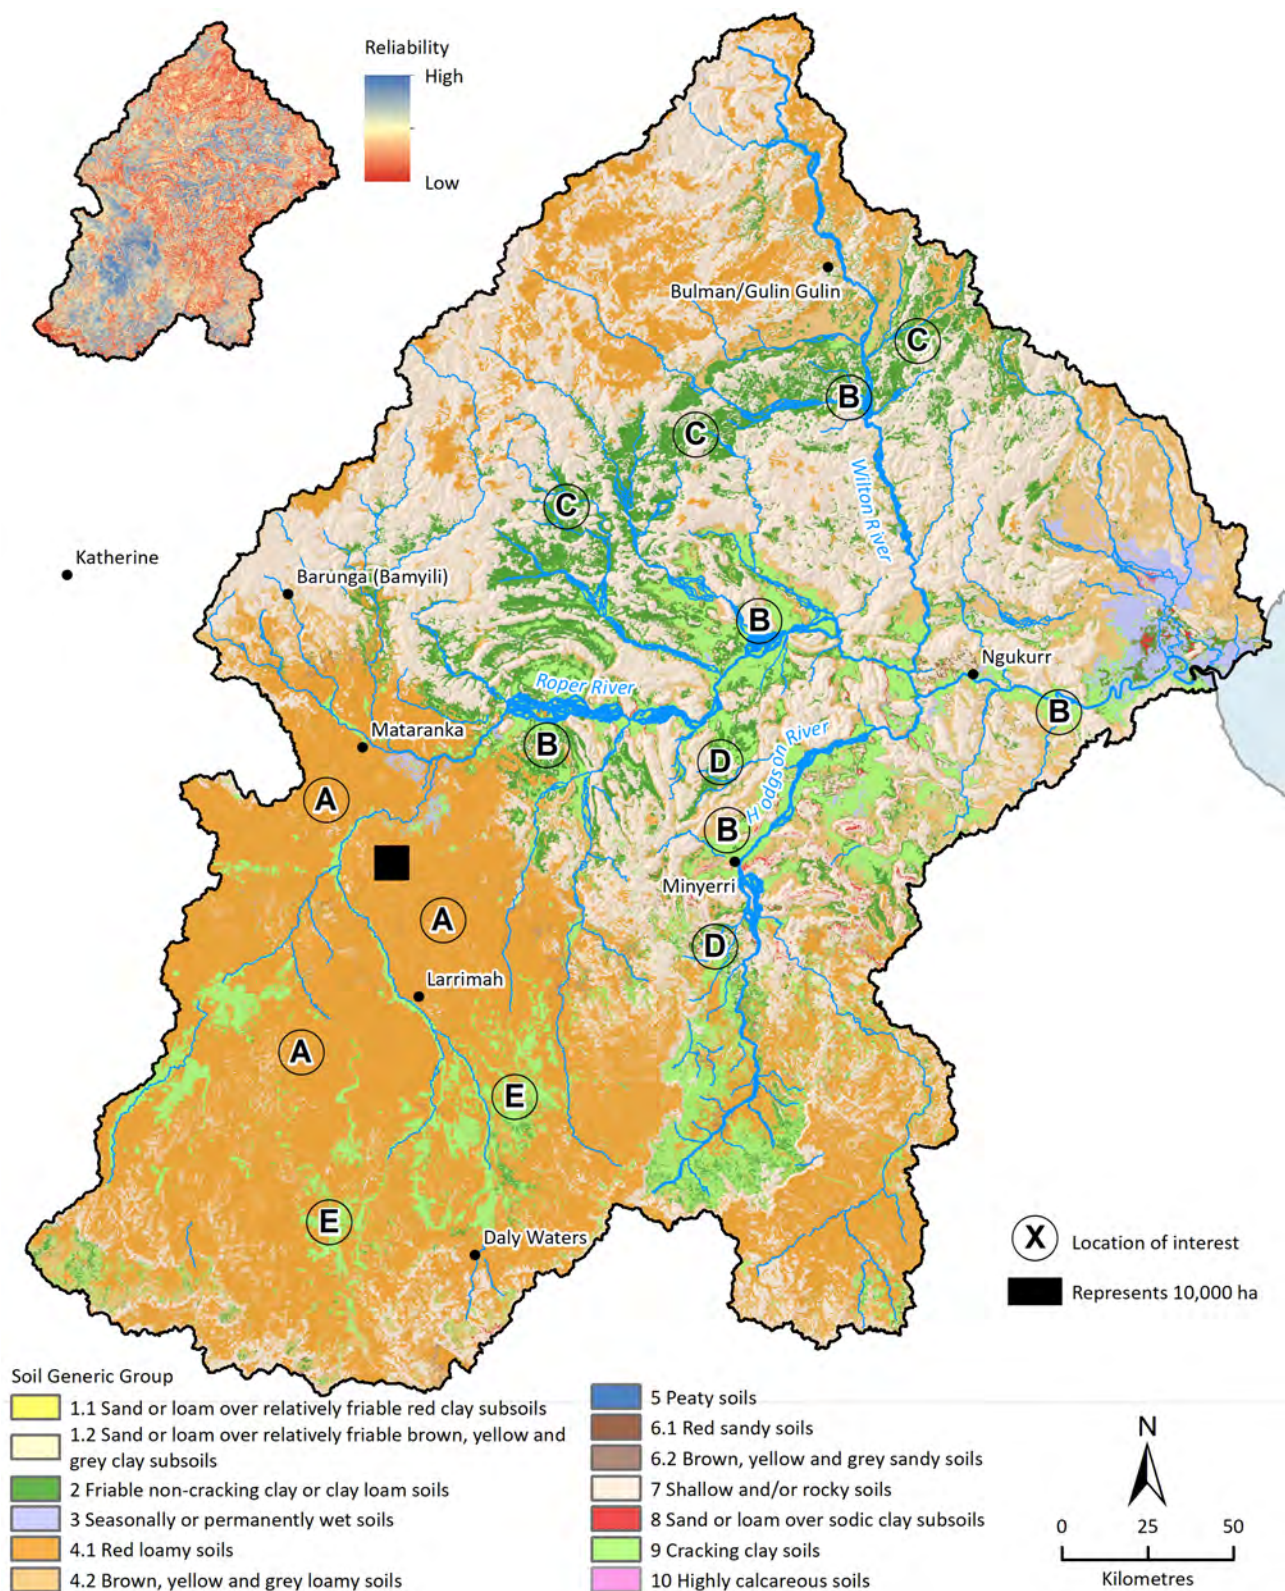 Reliability
High
Low
Bulman/Gulin Gulin
C
B
C
C
Wilton River
Katherine
Barunga (Bamyili)
B
Ngukurr
Roper River
B
Mataranka
B
D
Hodgson River
A
B
Minyerri
A
D
Larrimah
A
E
E
Daly Waters
X Location of interest
Represents 10,000 ha
Soil Generic Group
1.1 Sand or loam over relatively friable red clay subsoils
1.2 Sand or loam over relatively friable brown, yellow and
grey clay subsoils
2 Friable non-cracking clay or clay loam soils
3 Seasonally or permanently wet soils
4.1 Red loamy soils
4.2 Brown, yellow and grey loamy soils
5 Peaty soils
6.1 Red sandy soils
6.2 Brown, yellow and grey sandy soils
7 Shallow and/or rocky soils
8 Sand or loam over sodic clay subsoils
9 Cracking clay soils
10 Highly calcareous soils
N
0 25 50
Kilometres